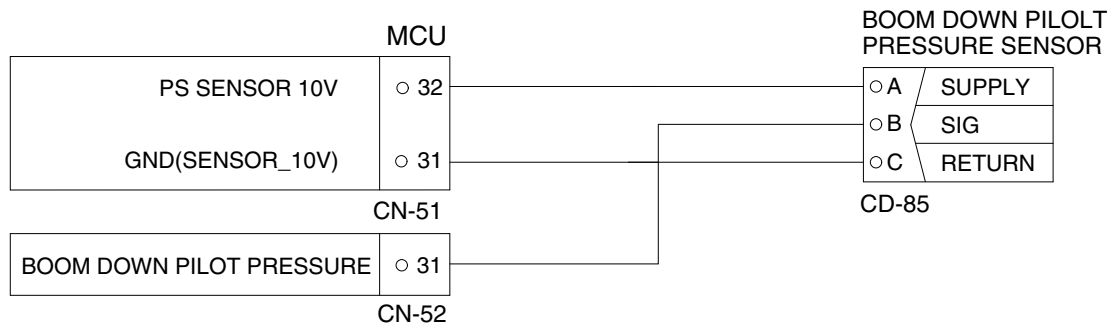 BOOM DOWN PILOLT
PRESSURE SENSOR
MCU
PS SENSOR 10V 32
A SUPPLY
B SIG
GND(SENSOR_10V) 31
C RETURN
CN-51
CD-85
BOOM DOWN PILOT PRESSURE 31
CN-52